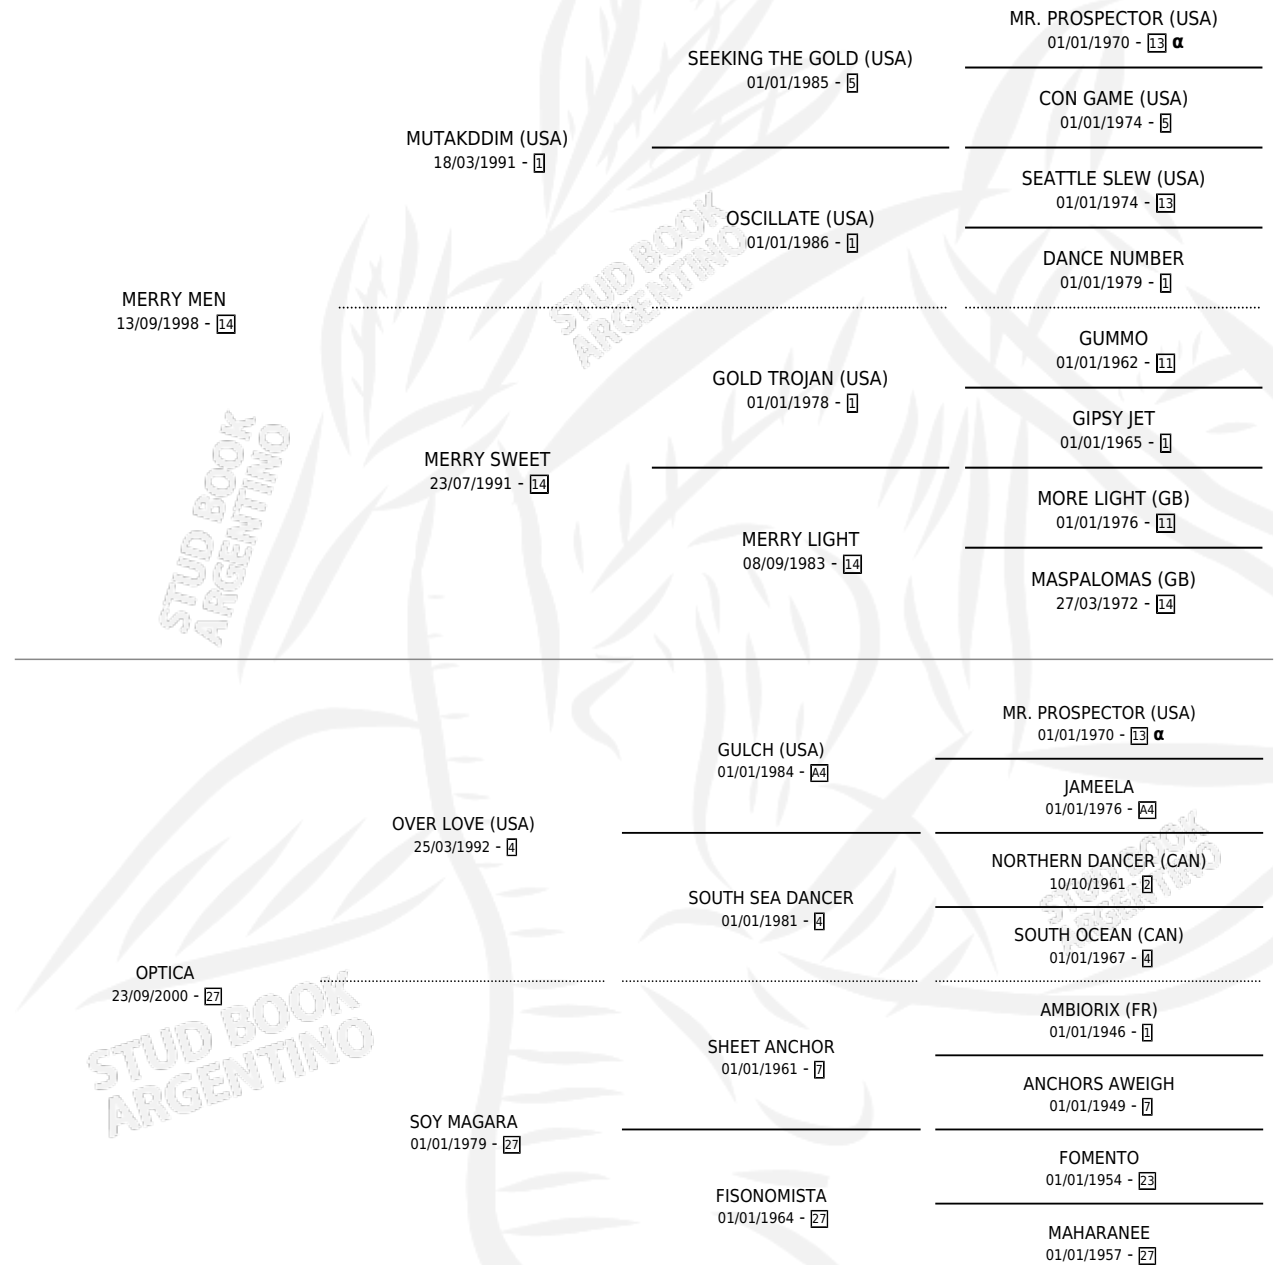 MERRY MEN
13/09/1998 - 14
MUTAKDDIM (USA)
18/03/1991 - 1
SEEKING THE GOLD (USA)
01/01/1985 - 5
MR. PROSPECTOR (USA)
01/01/1970 - 13 α
CON GAME (USA)
01/01/1974 - 5
OSCILLATE (USA)
01/01/1986 - 1
SEATTLE SLEW (USA)
01/01/1974 - 13
DANCE NUMBER
01/01/1979 - 1
MERRY SWEET
23/07/1991 - 14
GOLD TROJAN (USA)
01/01/1978 - 1
GUMMO
01/01/1962 - 11
GIPSY JET
01/01/1965 - 1
MERRY LIGHT
08/09/1983 - 14
MORE LIGHT (GB)
01/01/1976 - 11
MASPALOMAS (GB)
27/03/1972 - 14
OPTICA
23/09/2000 - 27
OVER LOVE (USA)
25/03/1992 - 4
GULCH (USA)
01/01/1984 - A4
MR. PROSPECTOR (USA)
01/01/1970 - 13 α
JAMEELA
01/01/1976 - A4
SOUTH SEA DANCER
01/01/1981 - 4
NORTHERN DANCER (CAN)
10/10/1961 - 2
SOUTH OCEAN (CAN)
01/01/1967 - 4
SOY MAGARA
01/01/1979 - 27
SHEET ANCHOR
01/01/1961 - 7
AMBIORIX (FR)
01/01/1946 - 1
ANCHORS AWEIGH
01/01/1949 - 7
FISONOMISTA
01/01/1964 - 27
FOMENTO
01/01/1954 - 23
MAHARANEE
01/01/1957 - 27
STUD BOOK
ARGENTINO
STUD BOOK
ARGENTINO
STUD BOOK
ARGENTINO
STUD BOOK
ARGENTINO